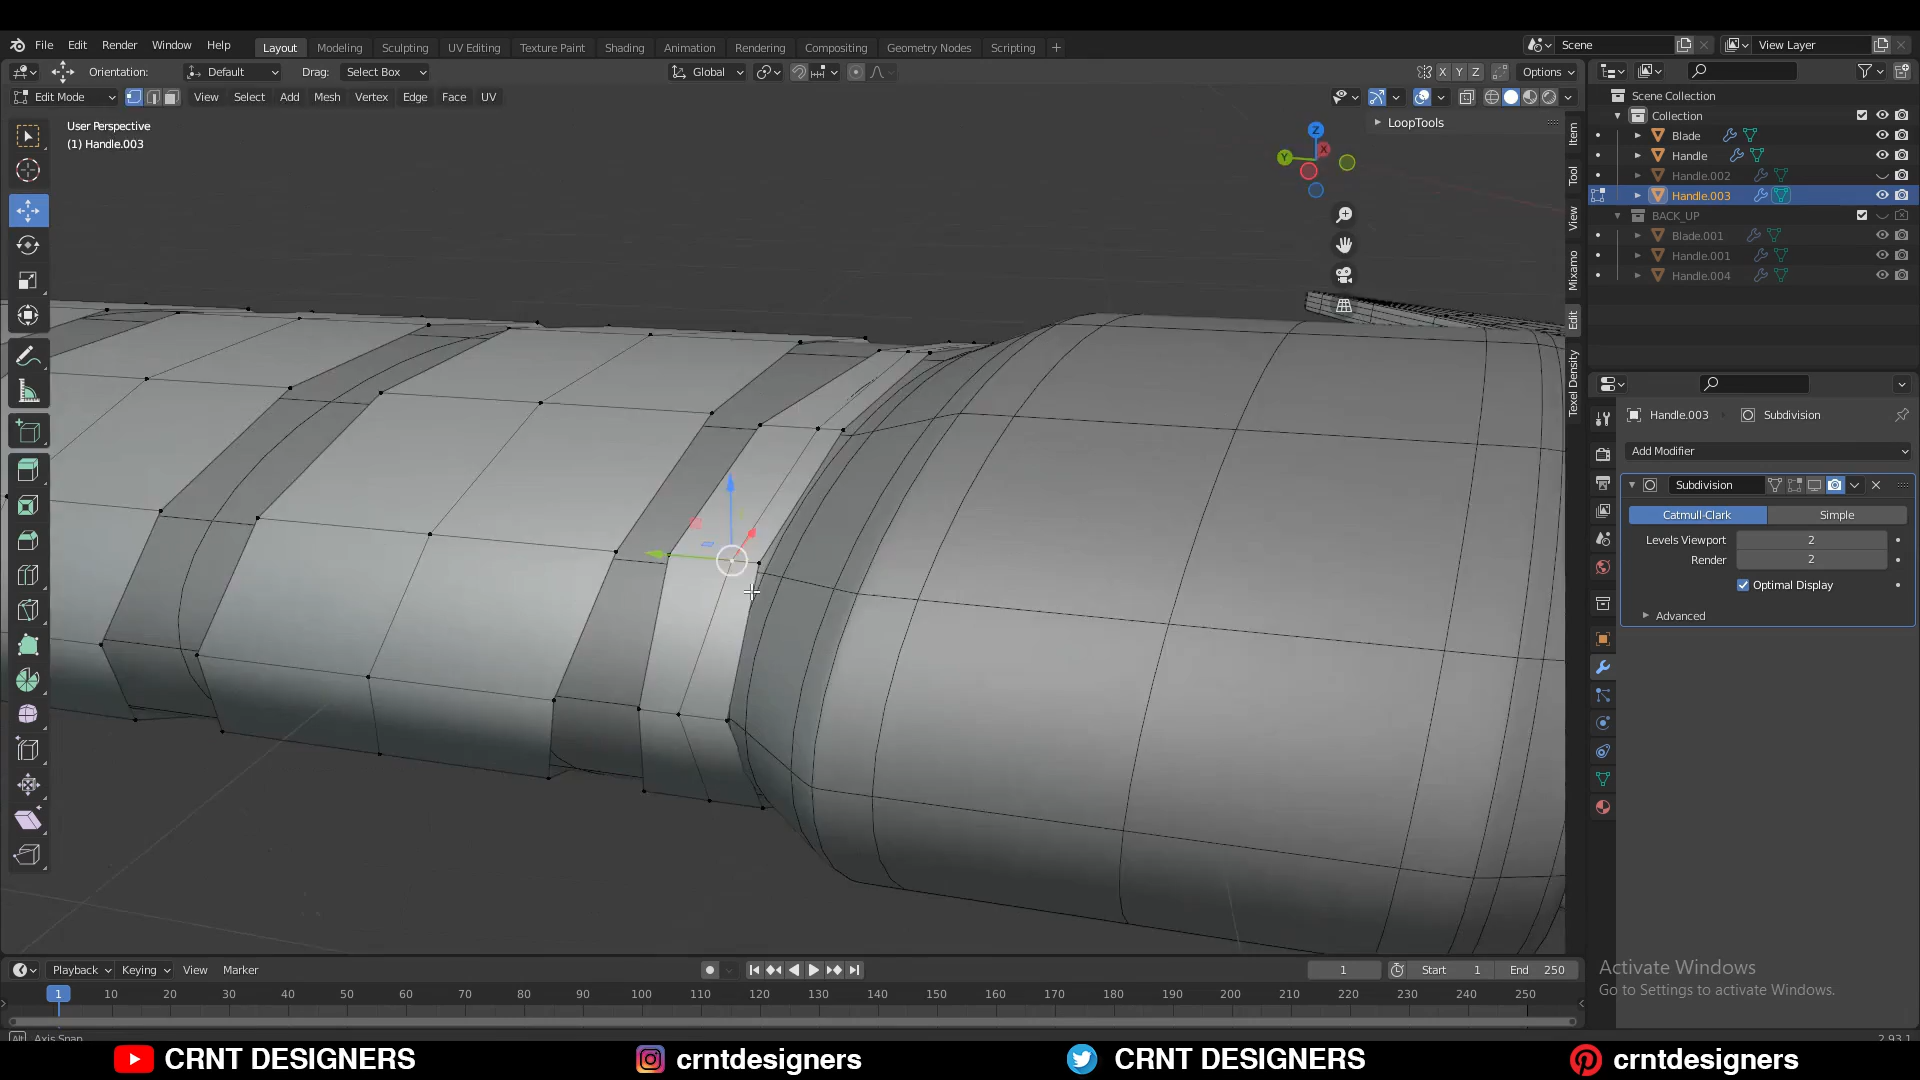 File Edit Render Window Help Layout Modeling Sculpting UV Editing Texture Paint Shading Animation Rendering Compositing Geometry Nodes Scripting + Scene View Layer
Orientation: Default Drag: Select Box Global X Y Z Options
Edit Mode View Select Add Mesh Vertex Edge Face UV
User Perspective
(1) Handle.003
LoopTools
Z
Y
X
Item
Tool
View
Mixamo
Edit
Texel Density
Scene Collection
Collection
Blade
Handle
Handle.002
Handle.003
BACK_UP
Blade.001
Handle.001
Handle.004
Handle.003 Subdivision
Add Modifier
Subdivision
Catmull-Clark Simple
Levels Viewport 2
Render 2
Optimal Display
Advanced
Playback Keying View Marker 1 Start 1 End 250
1 10 20 30 40 50 60 70 80 90 100 110 120 130 140 150 160 170 180 190 200 210 220 230 240 250
Activate Windows
Go to Settings to activate Windows.
Alt Axis Snap 2.93.1
CRNT DESIGNERS crntdesigners CRNT DESIGNERS crntdesigners